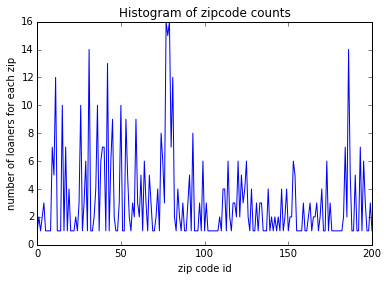 Histogram of zipcode counts
16
14
12
10
8
6
4
2
0
number of loaners for each zip
0 50 100 150 200
zip code id